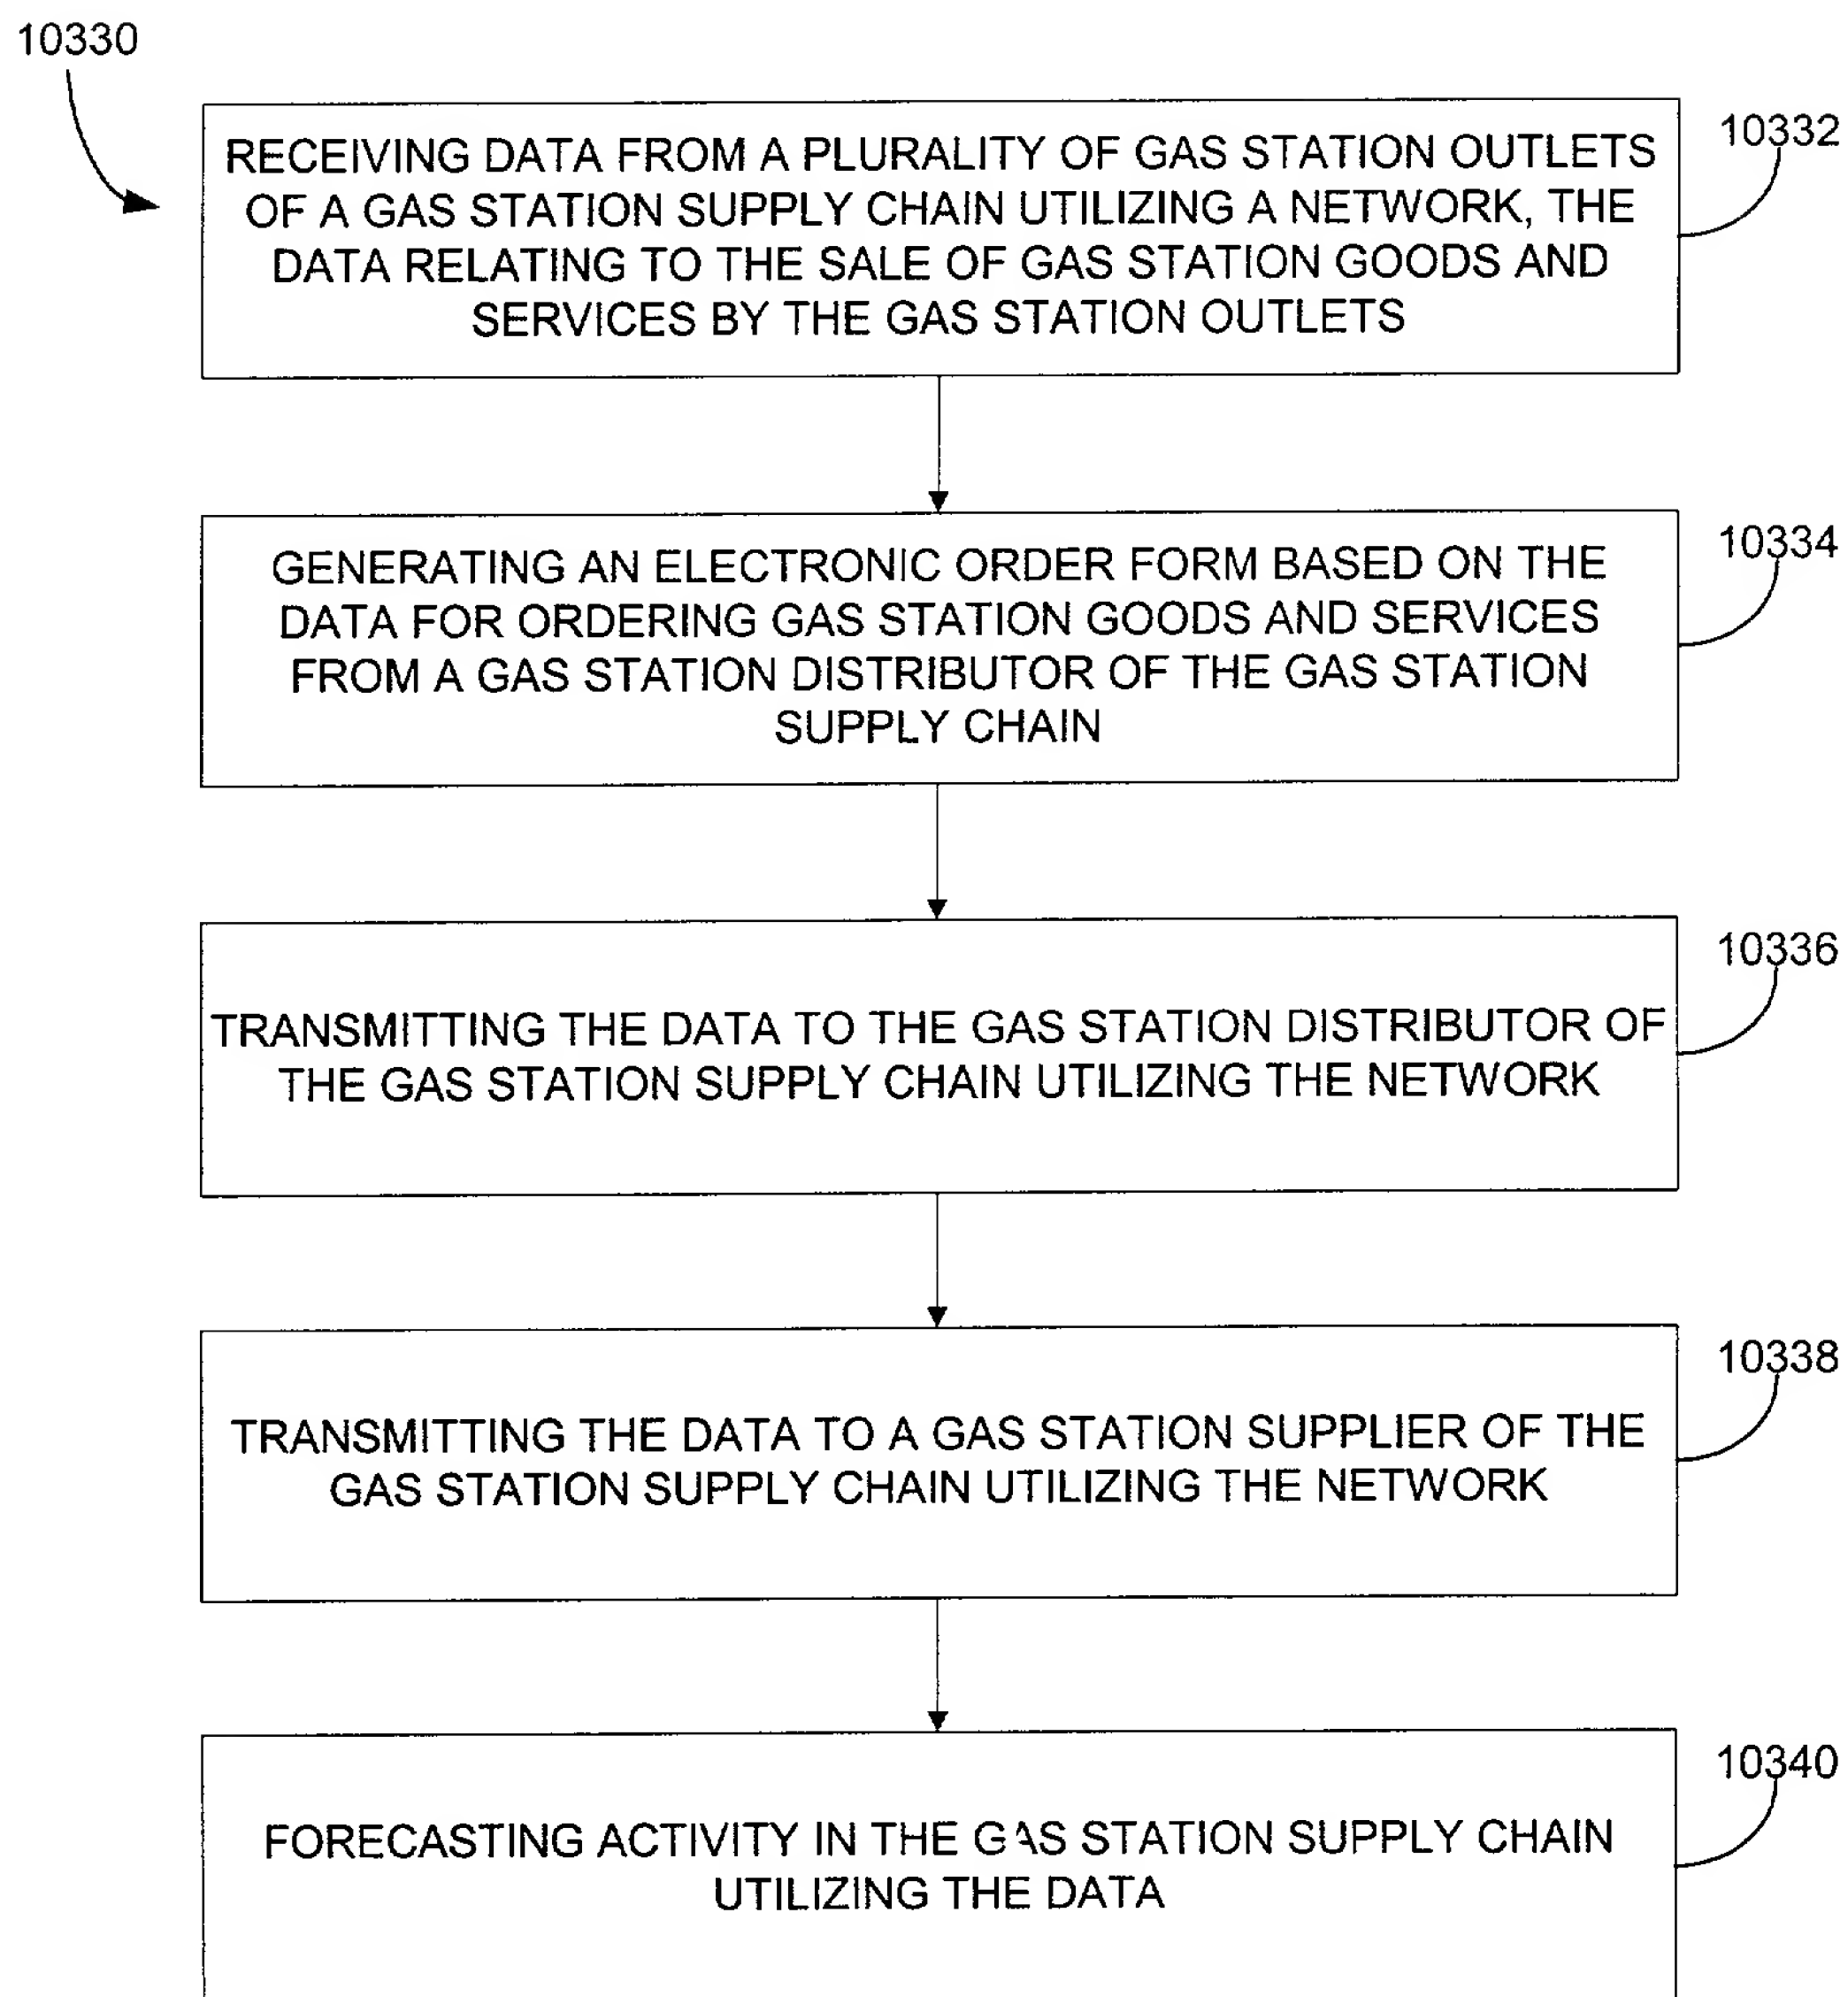 10330
10332
RECEIVING DATA FROM A PLURALITY OF GAS STATION OUTLETS
OF A GAS STATION SUPPLY CHAIN UTILIZING A NETWORK, THE
DATA RELATING TO THE SALE OF GAS STATION GOODS AND
SERVICES BY THE GAS STATION OUTLETS
10334
GENERATING AN ELECTRONIC ORDER FORM BASED ON THE
DATA FOR ORDERING GAS STATION GOODS AND SERVICES
FROM A GAS STATION DISTRIBUTOR OF THE GAS STATION
SUPPLY CHAIN
10336
TRANSMITTING THE DATA TO THE GAS STATION DISTRIBUTOR OF
THE GAS STATION SUPPLY CHAIN UTILIZING THE NETWORK
10338
TRANSMITTING THE DATA TO A GAS STATION SUPPLIER OF THE
GAS STATION SUPPLY CHAIN UTILIZING THE NETWORK
10340
FORECASTING ACTIVITY IN THE GAS STATION SUPPLY CHAIN
UTILIZING THE DATA